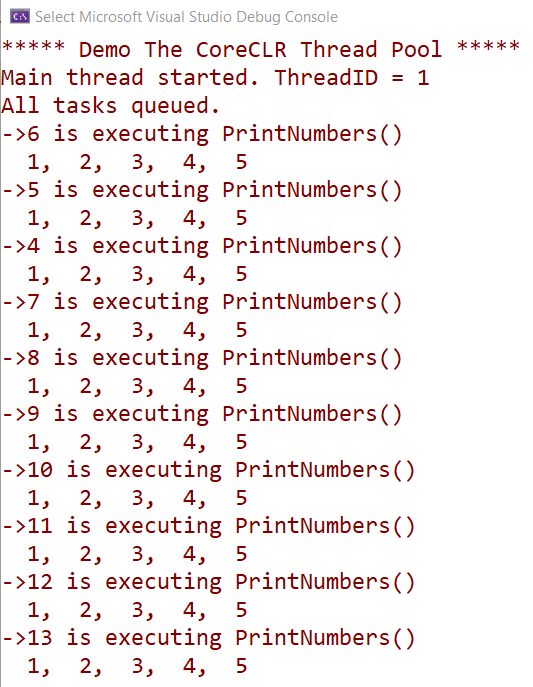 C:\ Select Microsoft Visual Studio Debug Console
***** Demo The CoreCLR Thread Pool *****
Main thread started. ThreadID = 1
All tasks queued.
->6 is executing PrintNumbers()
  1,  2,  3,  4,  5
->5 is executing PrintNumbers()
  1,  2,  3,  4,  5
->4 is executing PrintNumbers()
  1,  2,  3,  4,  5
->7 is executing PrintNumbers()
  1,  2,  3,  4,  5
->8 is executing PrintNumbers()
  1,  2,  3,  4,  5
->9 is executing PrintNumbers()
  1,  2,  3,  4,  5
->10 is executing PrintNumbers()
  1,  2,  3,  4,  5
->11 is executing PrintNumbers()
  1,  2,  3,  4,  5
->12 is executing PrintNumbers()
  1,  2,  3,  4,  5
->13 is executing PrintNumbers()
  1,  2,  3,  4,  5